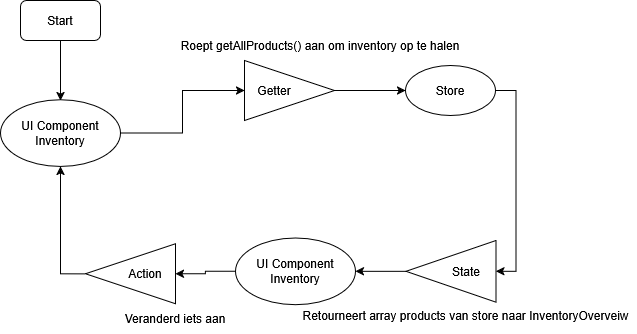 Start
Roept getAllProducts() aan om inventory op te halen
Getter
Store
UI Component
Inventory
UI Component
Inventory
Action
State
Veranderd iets aan
Retourneert array products van store naar InventoryOverveiw